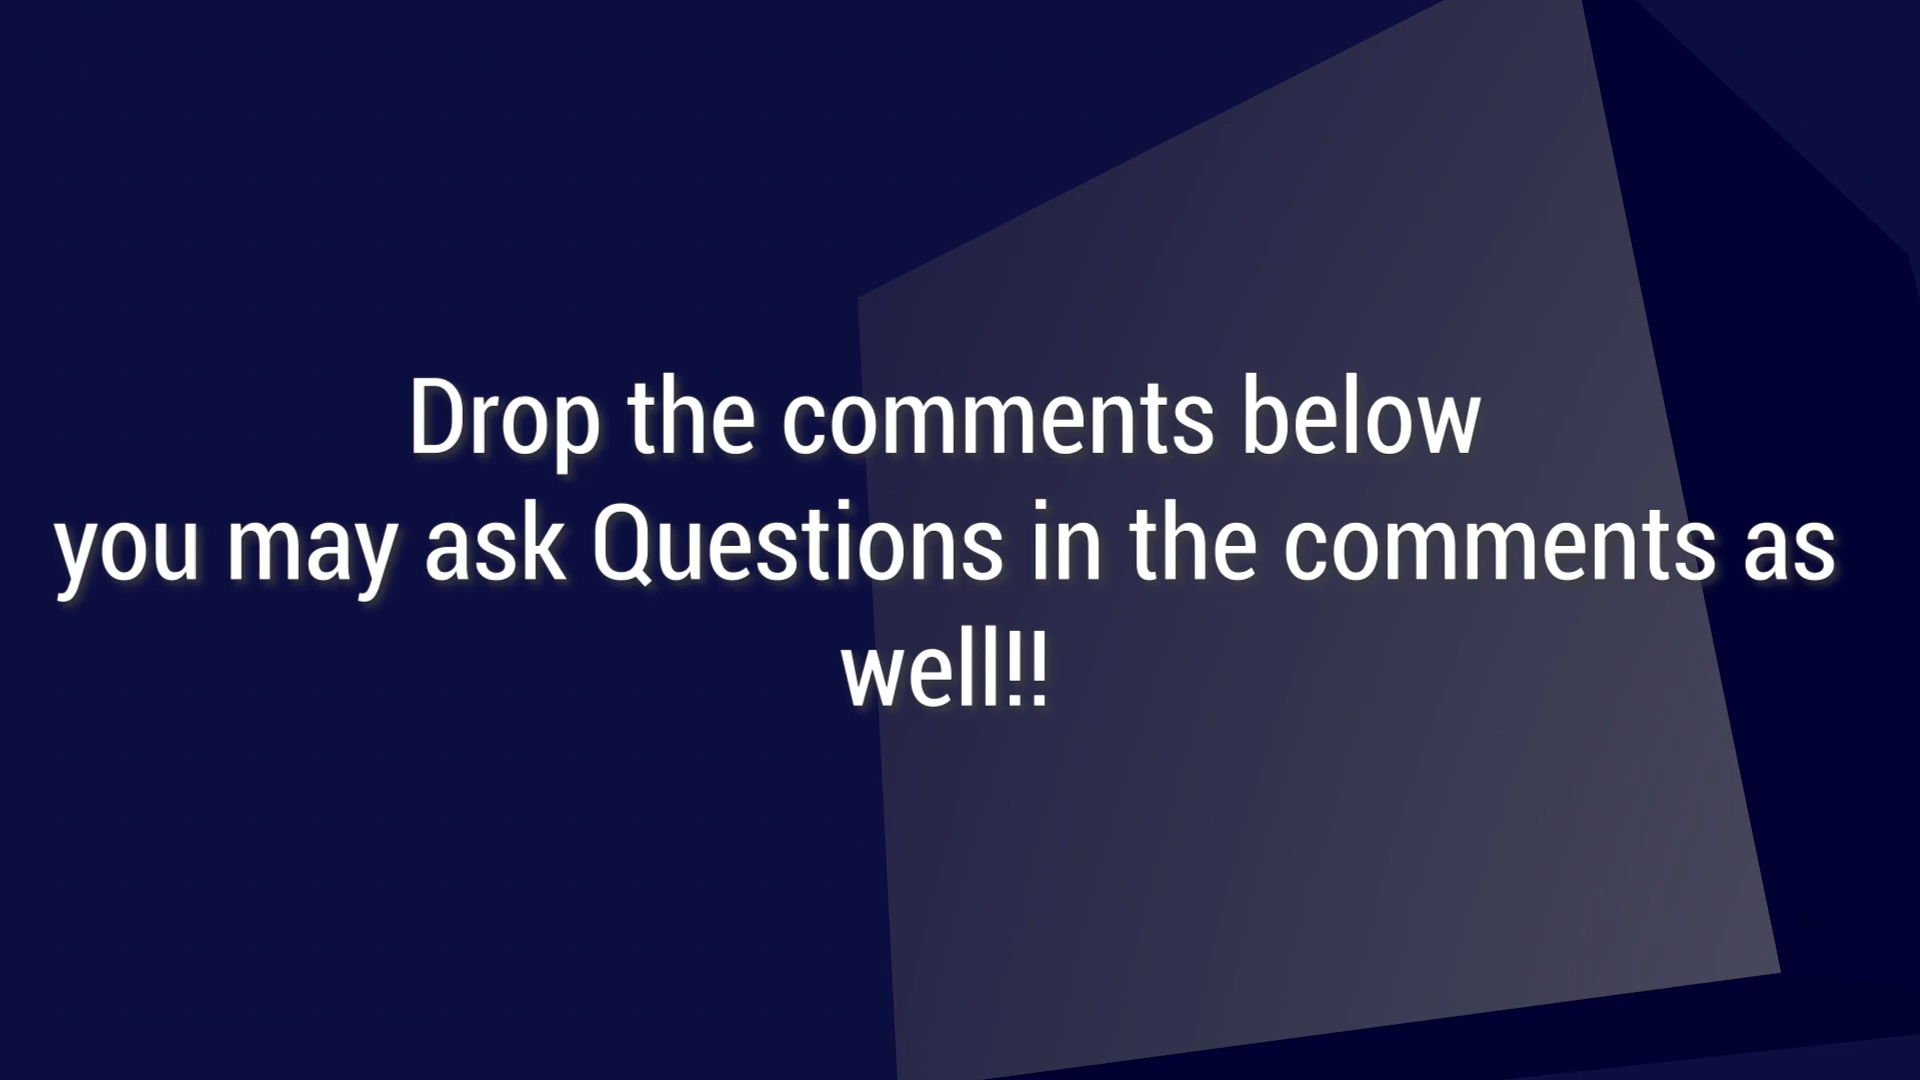 Drop the comments below
you may ask Questions in the comments as
well!!